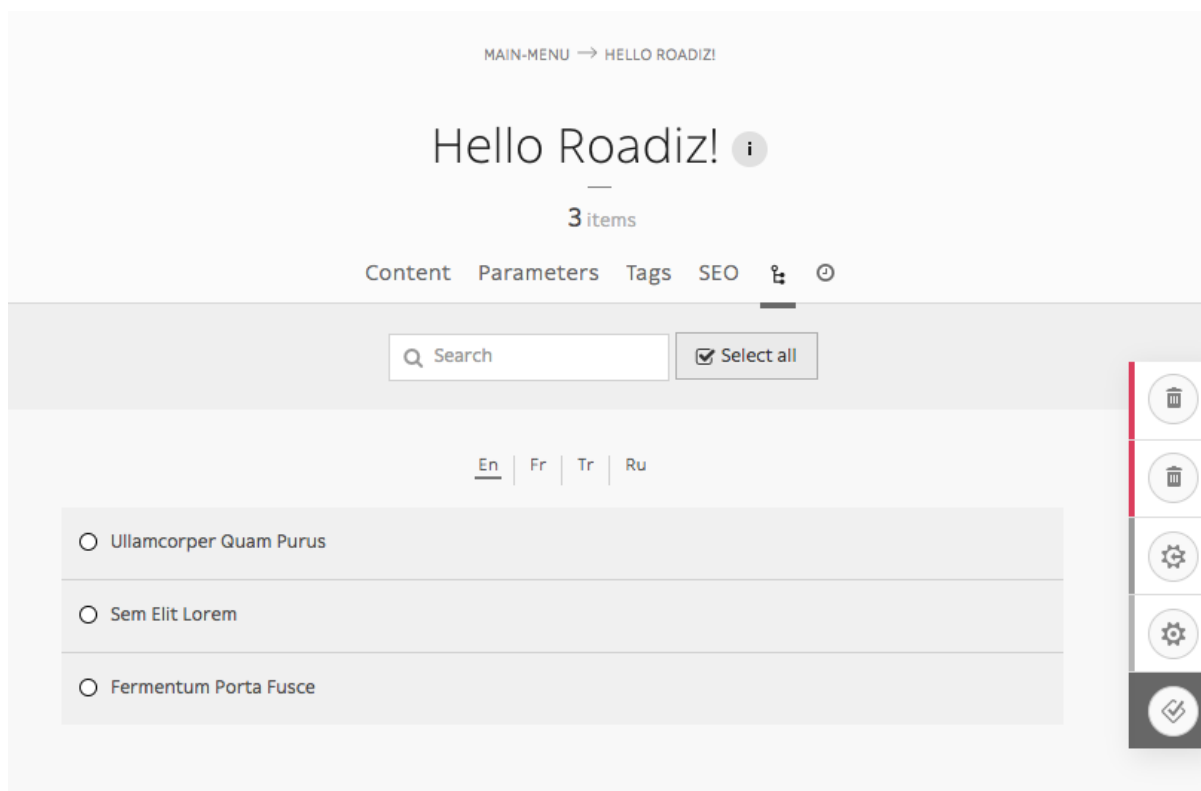 MAIN-MENU → HELLO ROADIZ!
Hello Roadiz! i
3 items
Content Parameters Tags SEO
Search Select all
En Fr Tr Ru
Ullamcorper Quam Purus
Sem Elit Lorem
Fermentum Porta Fusce